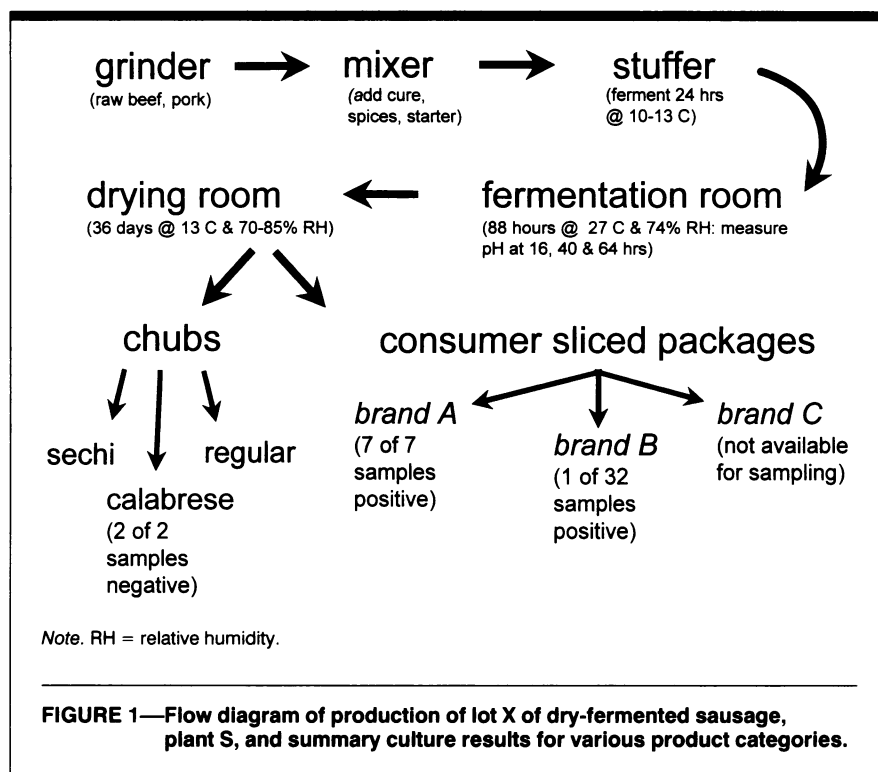 grinder
(raw beef, pork)
mixer
(add cure,
spices, starter)
stuffer
(ferment 24 hrs
@ 10-13 C)
drying room
(36 days @ 13 C & 70-85% RH)
fermentation room
(88 hours @ 27 C & 74% RH: measure
pH at 16, 40 & 64 hrs)
chubs
consumer sliced packages
sechi
calabrese
(2 of 2
samples
negative)
regular
brand A
(7 of 7
samples
positive)
brand B
(1 of 32
samples
positive)
brand C
(not available
for sampling)
Note. RH = relative humidity.
FIGURE 1—Flow diagram of production of lot X of dry-fermented sausage,
plant S, and summary culture results for various product categories.